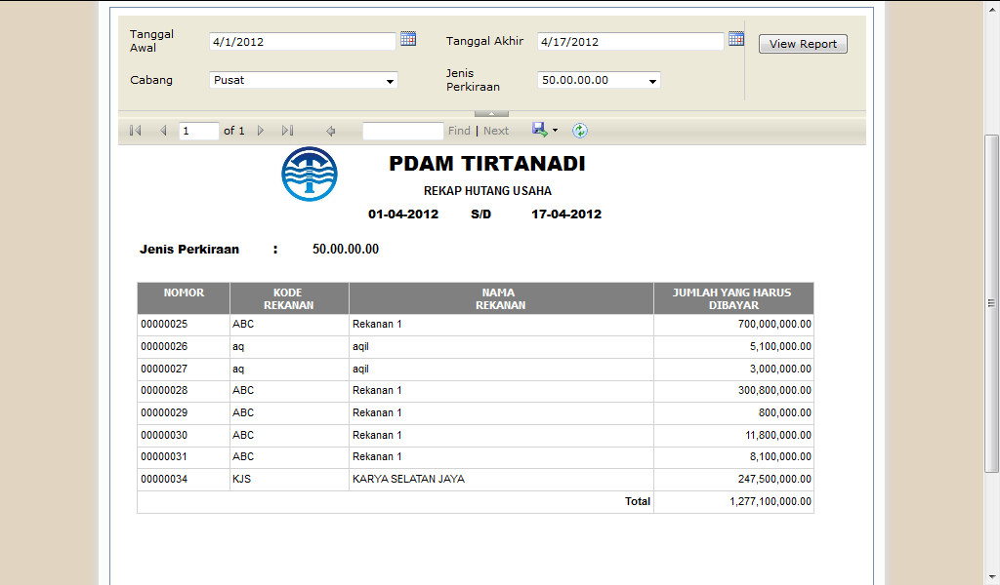 Tanggal Awal 4/1/2012 Tanggal Akhir 4/17/2012 View Report
Cabang Pusat Jenis Perkiraan 50.00.00.00
1 of 1 Find | Next
PDAM TIRTANADI
REKAP HUTANG USAHA
01-04-2012 S/D 17-04-2012
Jenis Perkiraan : 50.00.00.00
NOMOR KODE REKANAN NAMA REKANAN JUMLAH YANG HARUS DIBAYAR
00000025 ABC Rekanan 1 700,000,000.00
00000026 aq aqil 5,100,000.00
00000027 aq aqil 3,000,000.00
00000028 ABC Rekanan 1 300,800,000.00
00000029 ABC Rekanan 1 800,000.00
00000030 ABC Rekanan 1 11,800,000.00
00000031 ABC Rekanan 1 8,100,000.00
00000034 KJS KARYA SELATAN JAYA 247,500,000.00
Total 1,277,100,000.00